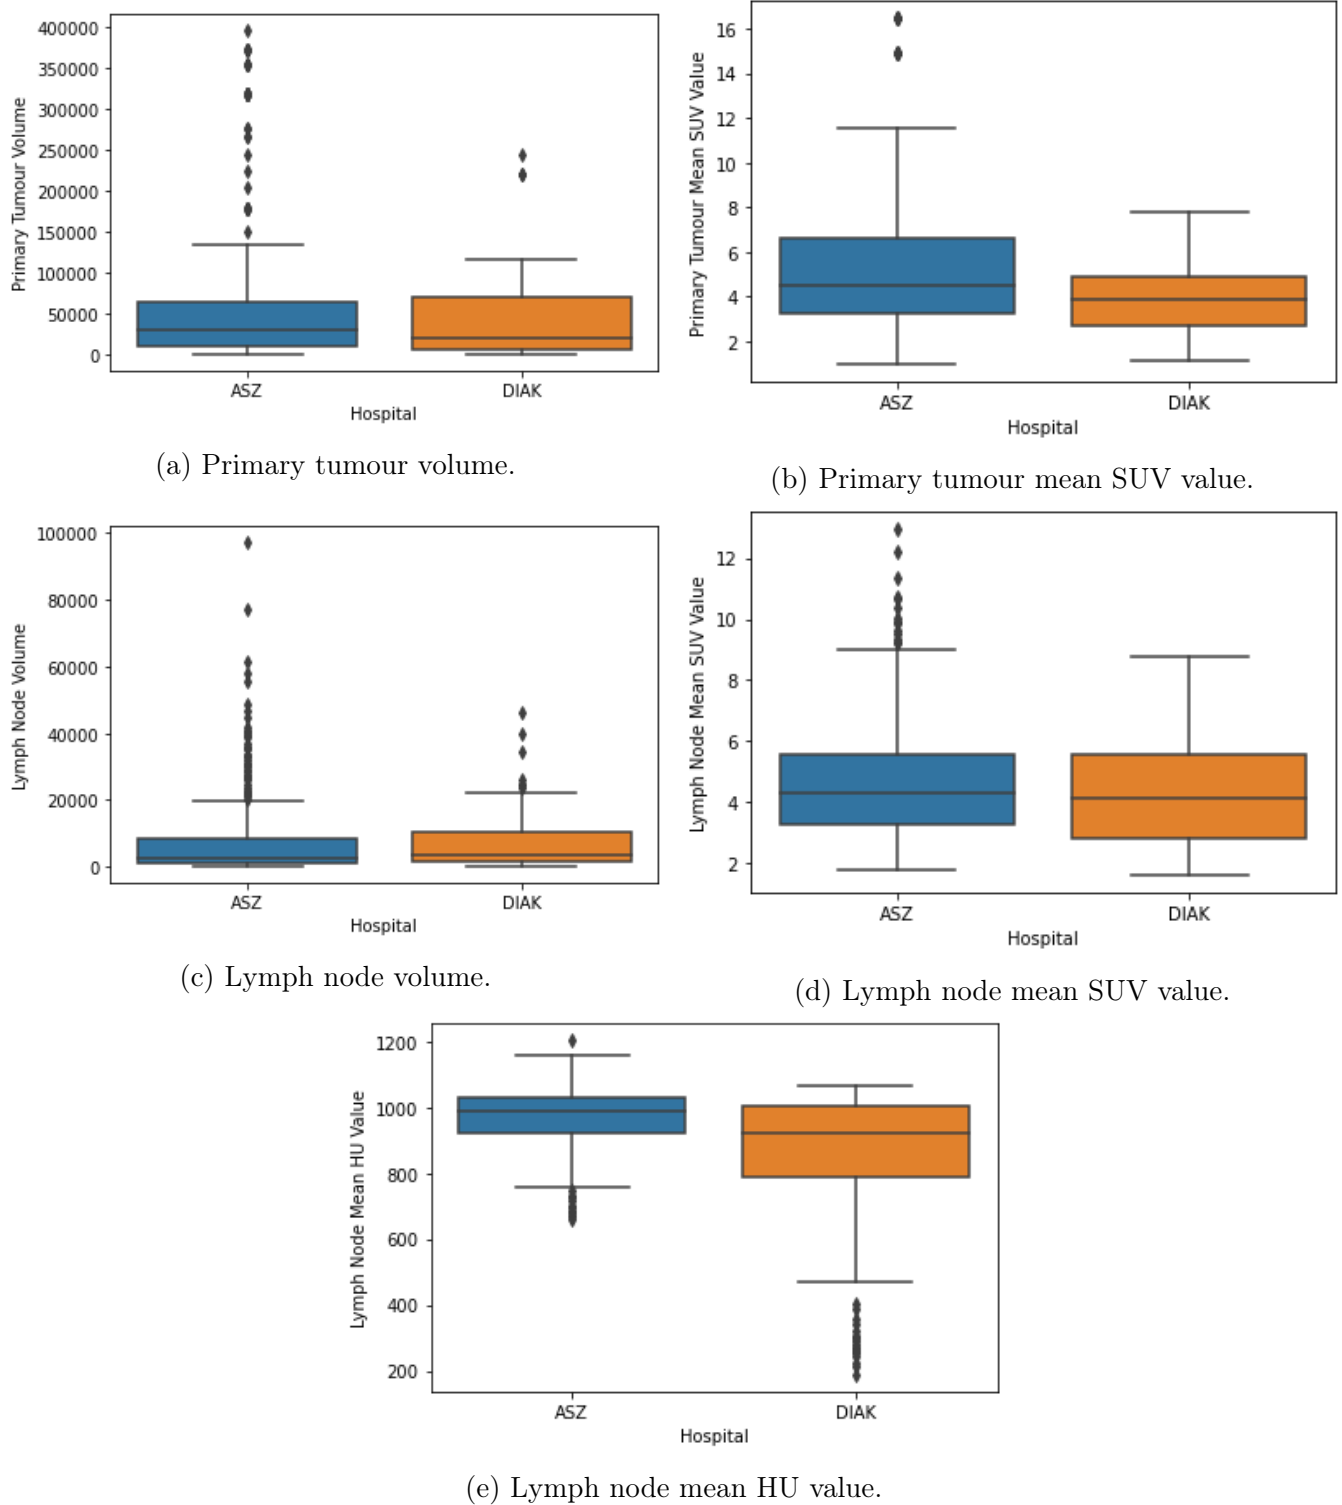 400000
350000
300000
250000
200000
150000
100000
50000
0
Primary Tumour Volume
ASZ DIAK
Hospital
(a) Primary tumour volume.
16
14
12
10
8
6
4
2
Primary Tumour Mean SUV Value
ASZ DIAK
Hospital
(b) Primary tumour mean SUV value.
100000
80000
60000
40000
20000
0
Lymph Node Volume
ASZ DIAK
Hospital
(c) Lymph node volume.
12
10
8
6
4
2
Lymph Node Mean SUV Value
ASZ DIAK
Hospital
(d) Lymph node mean SUV value.
1200
1000
800
600
400
200
Lymph Node Mean HU Value
ASZ DIAK
Hospital
(e) Lymph node mean HU value.